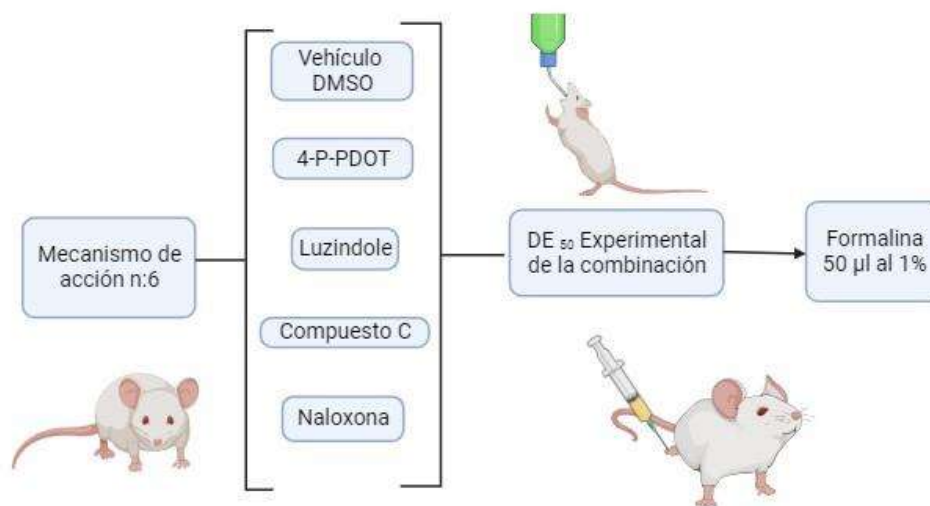 Mecanismo de
acción n:6
Vehículo
DMSO
4-P-PDOT
Luzindole
Compuesto C
Naloxona
DE 50 Experimental
de la combinación
Formalina
50 µl al 1%